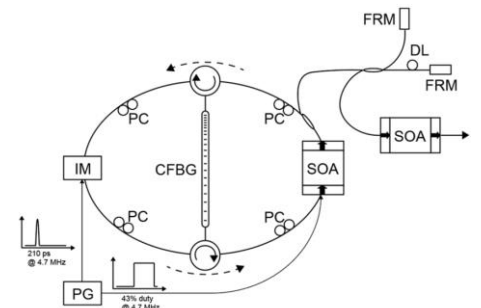 FRM
DL
FRM
PC
PC
SOA
IM
CFBG
SOA
PC
PC
210 ps
@ 4.7 MHz
PG
43% duty
@ 4.7 MHz